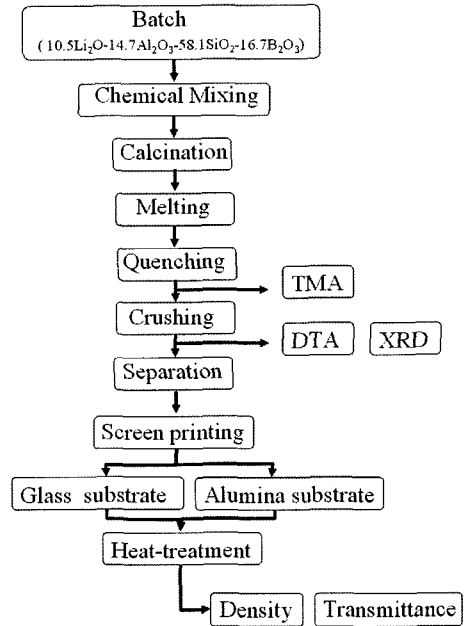 Batch
( 10.5Li₂O-14.7Al₂O₃-58.1SiO₂-16.7B₂O₃)
Chemical Mixing
Calcination
Melting
Quenching
TMA
Crushing
DTA XRD
Separation
Screen printing
Glass substrate Alumina substrate
Heat-treatment
Density Transmittance